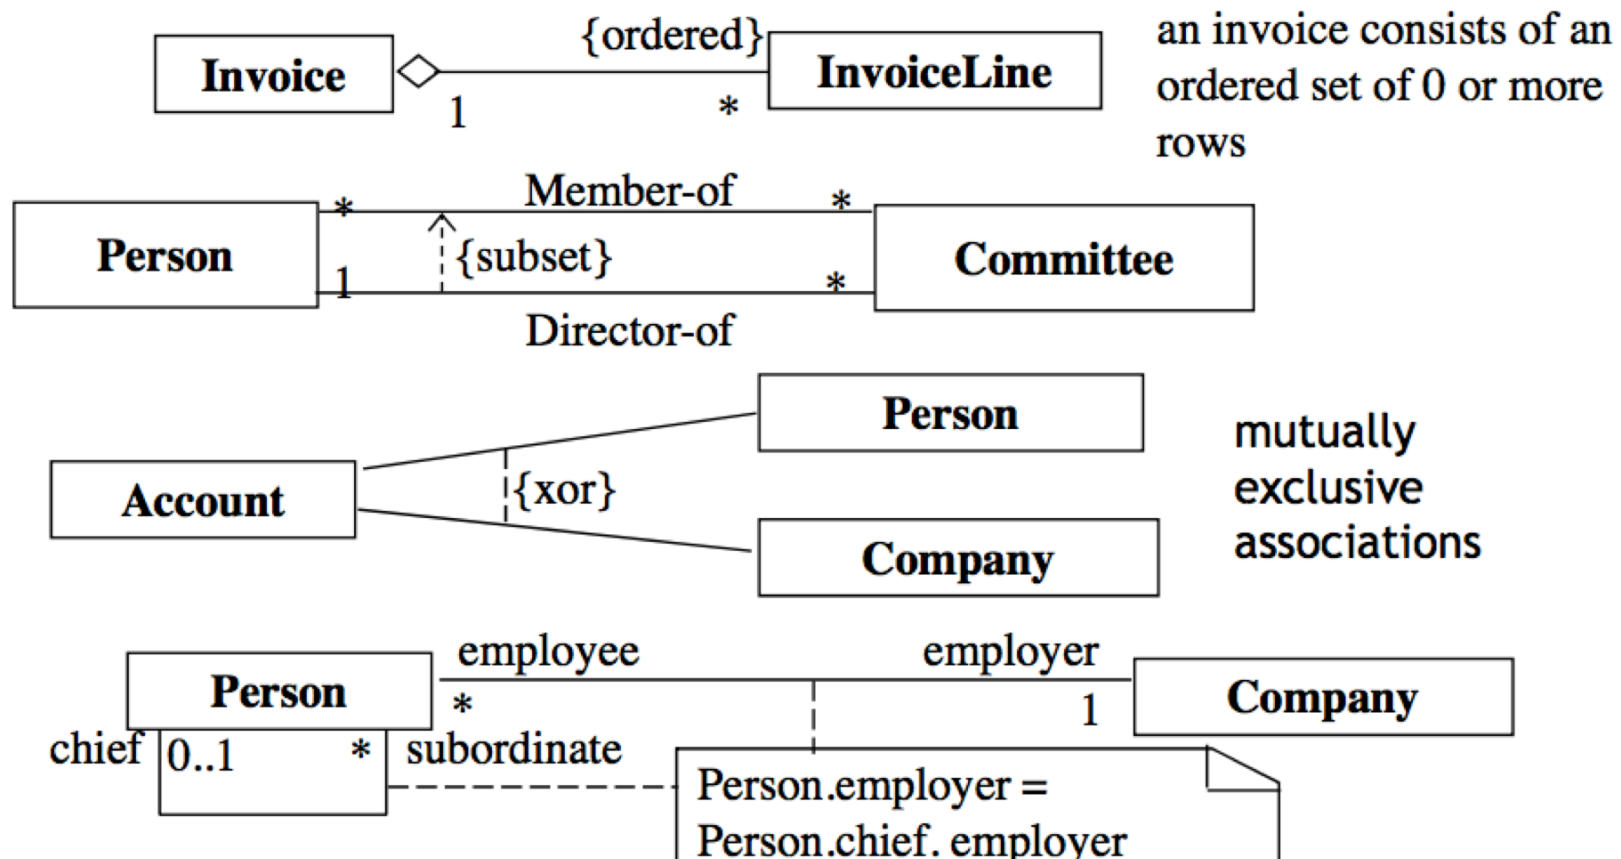 {ordered}
an invoice consists of an
Invoice
InvoiceLine
ordered set of 0 or more
1
*
rows
*
Member-of
*
Person
{subset}
Committee
1
*
Director-of
Person
mutually
Account
{xor}
exclusive
Company
associations
employee
employer
Person
*
1
Company
chief
0..1
*
subordinate
Person.employer =
Person.chief. employer